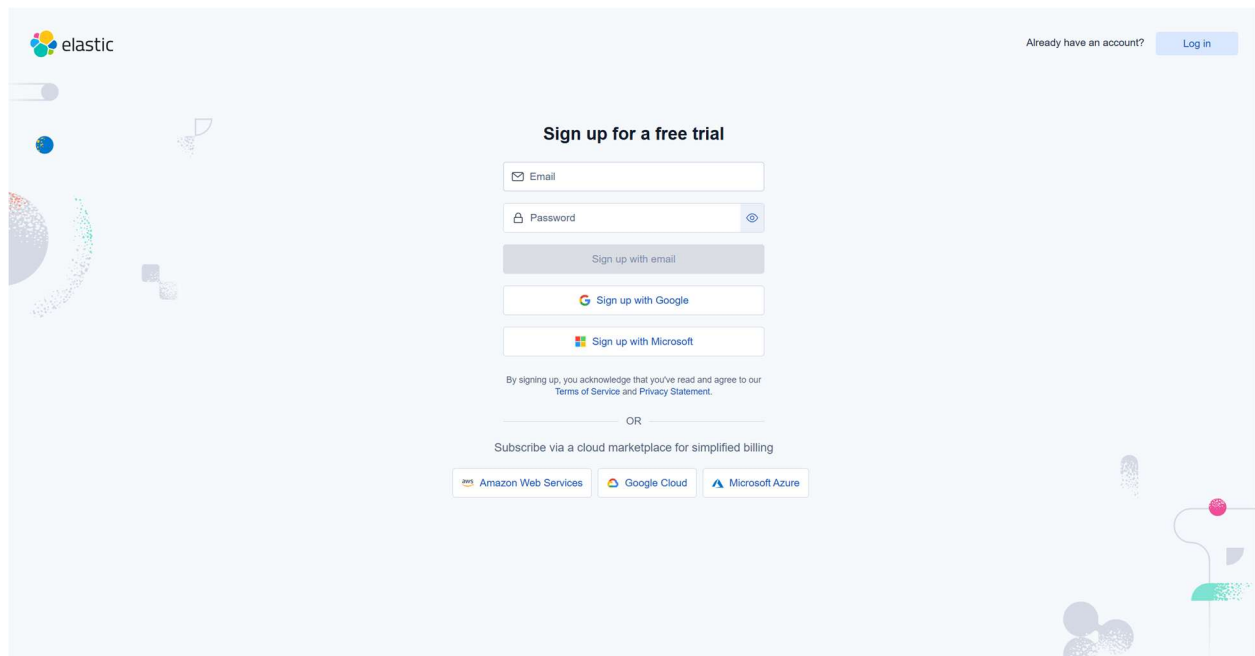 elastic
Already have an account?
Log in
Sign up for a free trial
Email
Password
Sign up with email
Sign up with Google
Sign up with Microsoft
By signing up, you acknowledge that you've read and agree to our
Terms of Service and Privacy Statement.
OR
Subscribe via a cloud marketplace for simplified billing
aws Amazon Web Services
Google Cloud
Microsoft Azure